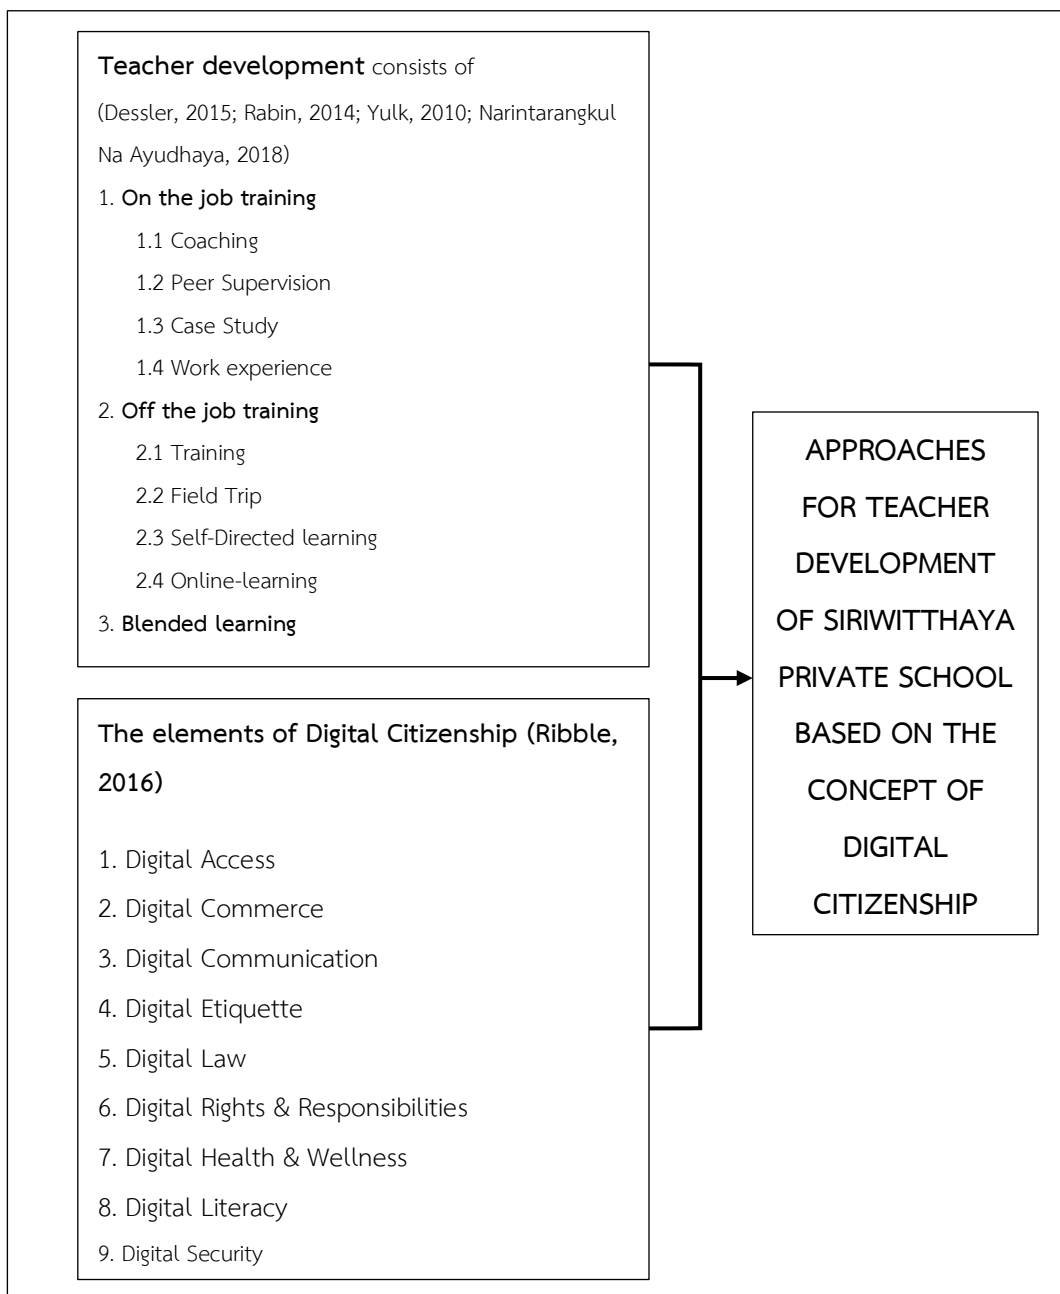 Teacher development consists of
(Dessler, 2015; Rabin, 2014; Yulk, 2010; Narintarangkul
Na Ayudhaya, 2018)
1. On the job training
1.1 Coaching
1.2 Peer Supervision
1.3 Case Study
1.4 Work experience
2. Off the job training
2.1 Training
2.2 Field Trip
2.3 Self-Directed learning
2.4 Online-learning
3. Blended learning
The elements of Digital Citizenship (Ribble,
2016)
1. Digital Access
2. Digital Commerce
3. Digital Communication
4. Digital Etiquette
5. Digital Law
6. Digital Rights & Responsibilities
7. Digital Health & Wellness
8. Digital Literacy
9. Digital Security
APPROACHES
FOR TEACHER
DEVELOPMENT
OF SIRIWITTHAYA
PRIVATE SCHOOL
BASED ON THE
CONCEPT OF
DIGITAL
CITIZENSHIP